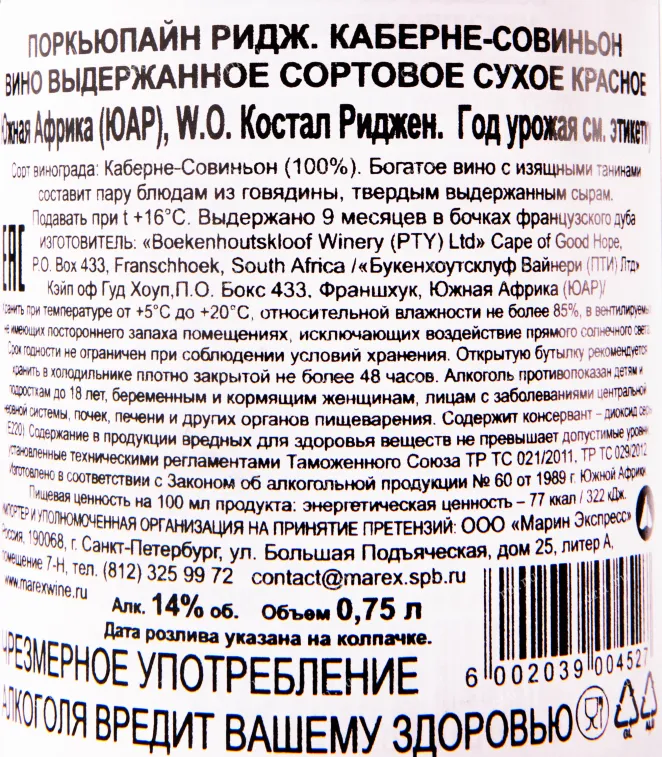 ПОРКЬЮПАЙН РИДЖ. КАБЕРНЕ-СОВИНЬОН
ВИНО ВЫДЕРЖАННОЕ СОРТОВОЕ СУХОЕ КРАСНОЕ
Южная Африка (ЮАР), W.O. Костал Риджен. Год урожая см. этикет
Сорт винограда: Каберне-Совиньон (100%). Богатое вино с изящными танинами
составит пару блюдам из говядины, твердым выдержанным сырам.
Подавать при t +16°C. Выдержано 9 месяцев в бочках французского дуба
ИЗГОТОВИТЕЛЬ: «Boekenhoutskloof Winery (PTY) Ltd» Cape of Good Hope,
P.O. Box 433, Franschhoek, South Africa /«Букенхоутсклуф Вайнери (ПТИ) Лтд»
Кэйп оф Гуд Хоуп,П.О. Бокс 433, Франшхук, Южная Африка (ЮАР)/
ранить при температуре от +5°C до +20°C, относительной влажности не более 85%, в вентилируемы
не имеющих постороннего запаха помещениях, исключающих воздействие прямого солнечного света
Срок годности не ограничен при соблюдении условий хранения. Открытую бутылку рекомендуется
хранить в холодильнике плотно закрытой не более 48 часов. Алкоголь противопоказан детям и
подросткам до 18 лет, беременным и кормящим женщинам, лицам с заболеваниями центральной
рвной системы, почек, печени и других органов пищеварения. Содержит консервант – диоксид се
Е220) Содержание в продукции вредных для здоровья веществ не превышает допустимые уровн
установленные техническими регламентами Таможенного Союза ТР ТС 021/2011, ТР ТС 029/2012
Изготовлено в соответствии с Законом об алкогольной продукции № 60 от 1989 г. Южной Африки
Пищевая ценность на 100 мл продукта: энергетическая ценность – 77 ккал / 322 кДж.
МПОРТЕР И УПОЛНОМОЧЕННАЯ ОРГАНИЗАЦИЯ НА ПРИНЯТИЕ ПРЕТЕНЗИЙ: ООО «Марин Экспресс»
Россия, 190068, г. Санкт-Петербург, ул. Большая Подъяческая, дом 25, литер А,
помещение 7-Н, тел. (812) 325 99 72 contact@marex.spb.ru
www.marexwine.ru
Алк. 14% об. Объем 0,75 л
Дата розлива указана на колпачке.
6 002039 004527
ЧРЕЗМЕРНОЕ УПОТРЕБЛЕНИЕ
АЛКОГОЛЯ ВРЕДИТ ВАШЕМУ ЗДОРОВЬЮ
GL